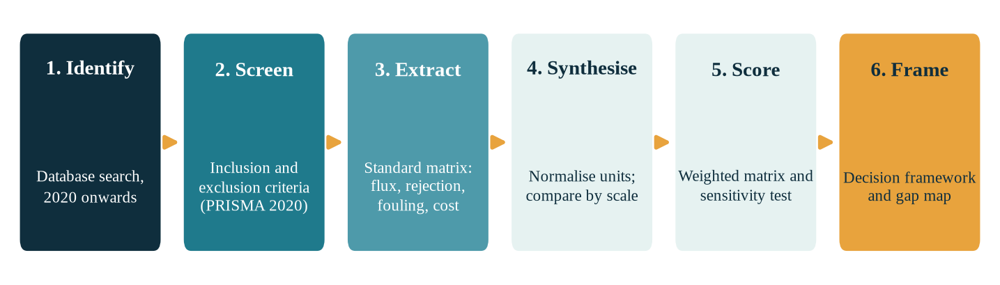 1. Identify
Database search,
2020 onwards
2. Screen
Inclusion and
exclusion criteria
(PRISMA 2020)
3. Extract
Standard matrix:
flux, rejection,
fouling, cost
4. Synthesise
Normalise units;
compare by scale
5. Score
Weighted matrix and
sensitivity test
6. Frame
Decision framework
and gap map